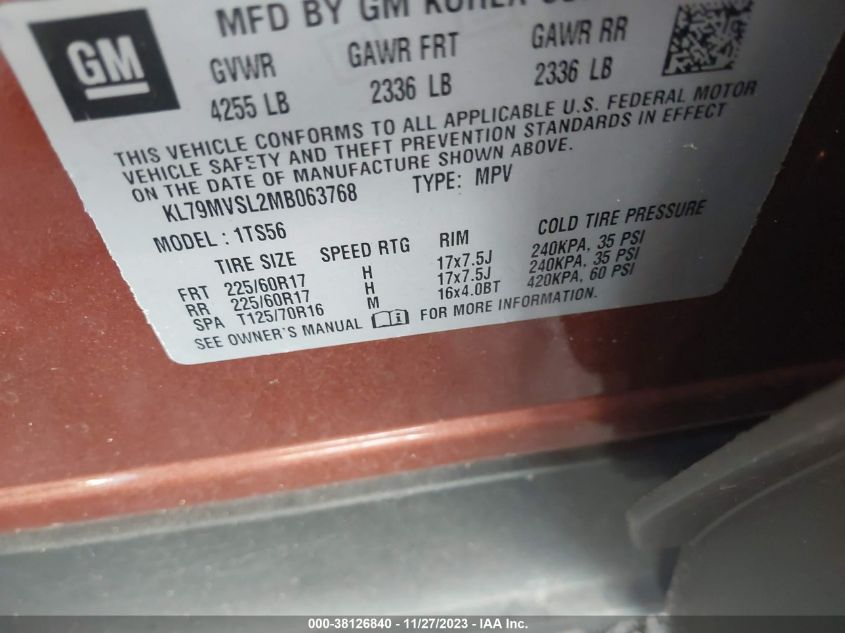 MFD BY GM KOREA
GM
GVWR GAWR FRT GAWR RR
4255 LB 2336 LB 2336 LB
THIS VEHICLE CONFORMS TO ALL APPLICABLE U.S. FEDERAL MOTOR
VEHICLE SAFETY AND THEFT PREVENTION STANDARDS IN EFFECT
ON THE DATE OF MANUFACTURE SHOWN ABOVE.
KL79MVSL2MB063768 TYPE: MPV
MODEL : 1TS56
TIRE SIZE SPEED RTG RIM COLD TIRE PRESSURE
FRT 225/60R17 H 17x7.5J 240KPA, 35 PSI
RR 225/60R17 H 17x7.5J 240KPA, 35 PSI
SPA T125/70R16 M 16x4.0BT 420KPA, 60 PSI
SEE OWNER'S MANUAL i FOR MORE INFORMATION.
000-38126840 - 11/27/2023 - IAA Inc.